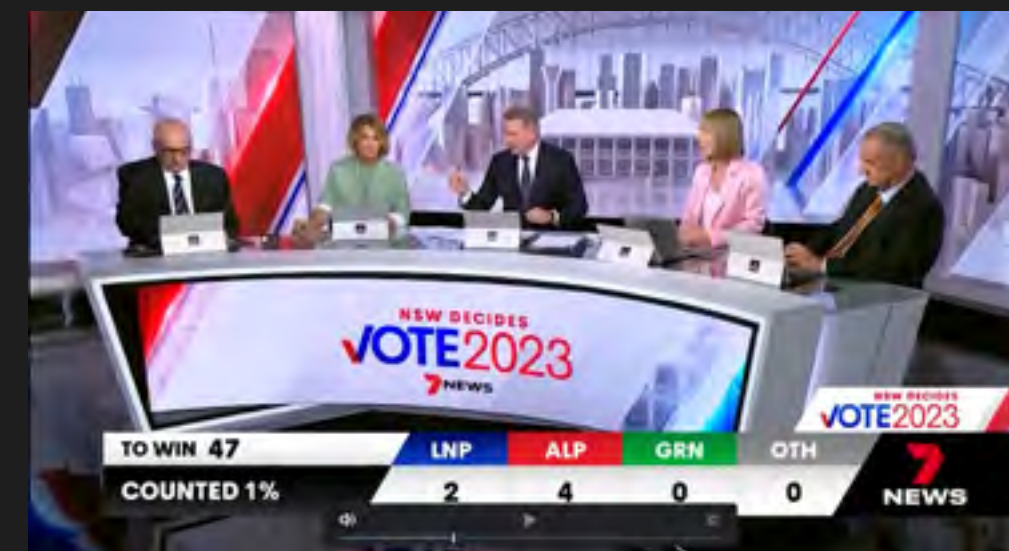 NSW DECIDES
VOTE2023
7NEWS
NSW DECIDES
VOTE2023
TO WIN 47 LNP ALP GRN OTH
COUNTED 1% 2 4 0 0
7
NEWS